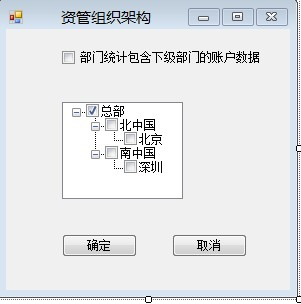 资管组织架构
部门统计包含下级部门的账户数据
总部
北中国
北京
南中国
深圳
确定 取消